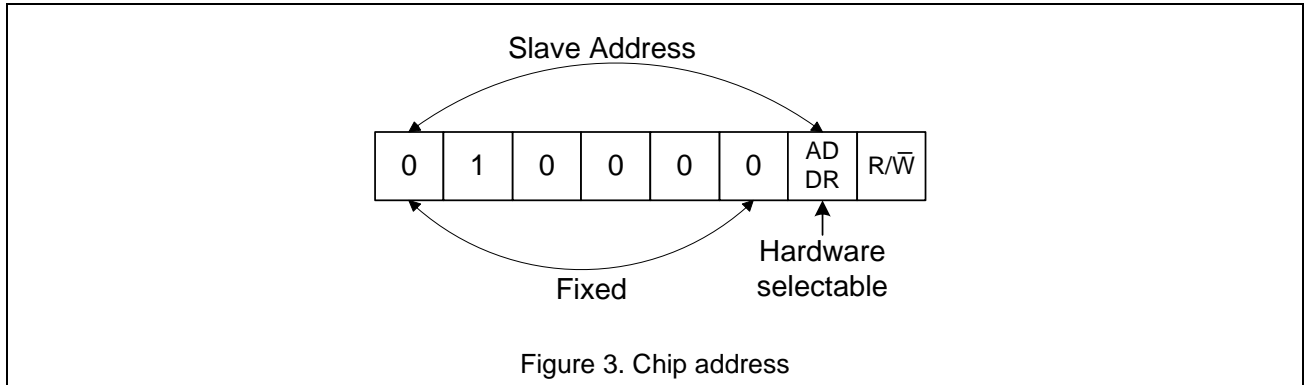 Slave Address
0 1 0 0 0 0 AD DR R/W̅
Fixed
Hardware
selectable
Figure 3. Chip address